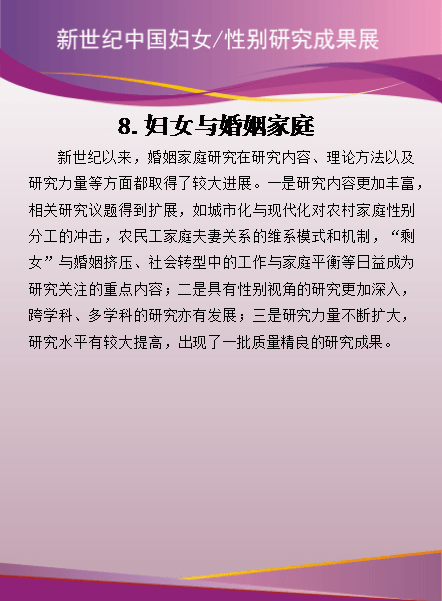 新世纪中国妇女/性别研究成果展
8. 妇女与婚姻家庭
新世纪以来，婚姻家庭研究在研究内容、理论方法以及
研究力量等方面都取得了较大进展。一是研究内容更加丰富，
相关研究议题得到扩展，如城市化与现代化对农村家庭性别
分工的冲击，农民工家庭夫妻关系的维系模式和机制，“剩
女”与婚姻挤压、社会转型中的工作与家庭平衡等日益成为
研究关注的重点内容；二是具有性别视角的研究更加深入，
跨学科、多学科的研究亦有发展；三是研究力量不断扩大，
研究水平有较大提高，出现了一批质量精良的研究成果。